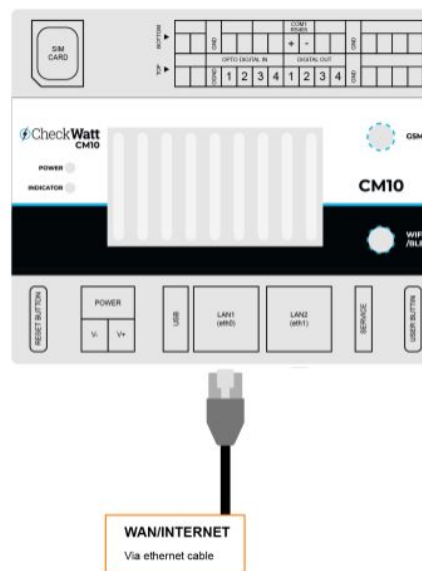 SIM
CARD
BOTTOM
GND
COM1
RS485
+ -
GND
TOP
OPTO DIGITAL IN
DIGITAL OUT
DGND 1 2 3 4 1 2 3 4 GND
CheckWatt
CM10
POWER
INDICATOR
GSM
CM10
WIFI
/BLE
RESET BUTTON
POWER
V- V+
USB
LAN1
(eth0)
LAN2
(eth1)
SERVICE
USER BUTTIN
WAN/INTERNET
Via ethernet cable